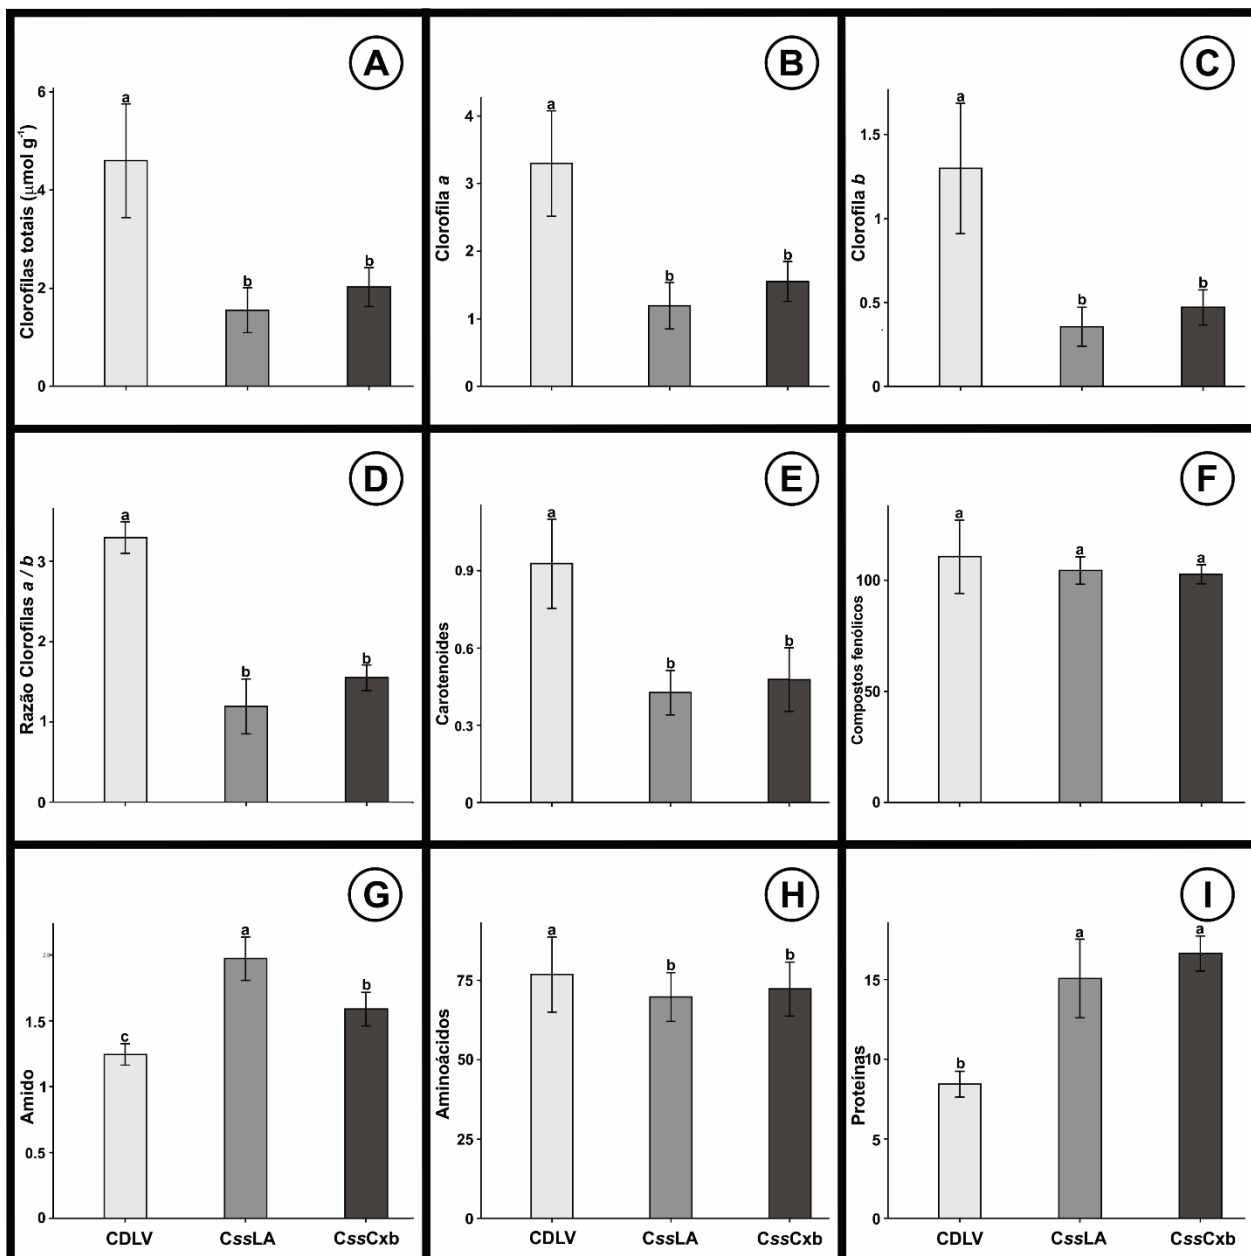 A
Clorofilas totais (µmol g⁻¹)
6
4
2
0
a
b
b
B
Clorofila a
4
3
2
1
0
a
b
b
C
Clorofila b
1.5
1
0.5
0
a
b
b
D
Razão Clorofilas a / b
3
2
1
0
a
b
b
E
Carotenoides
0.9
0.6
0.3
0
a
b
b
F
Compostos fenólicos
100
50
0
a
a
a
G
Amido
2.0
1.5
1
0.5
0
c
a
b
CDLV CssLA CssCxb
H
Aminoácidos
75
50
25
0
a
b
b
CDLV CssLA CssCxb
I
Proteínas
15
10
5
0
b
a
a
CDLV CssLA CssCxb